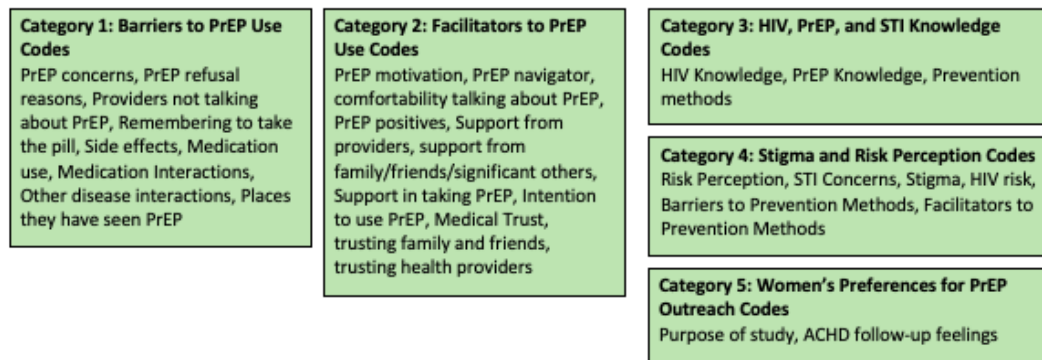 Category 1: Barriers to PrEP Use
Codes
PrEP concerns, PrEP refusal
reasons, Providers not talking
about PrEP, Remembering to take
the pill, Side effects, Medication
use, Medication Interactions,
Other disease interactions, Places
they have seen PrEP
Category 2: Facilitators to PrEP
Use Codes
PrEP motivation, PrEP navigator,
comfortability talking about PrEP,
PrEP positives, Support from
providers, support from
family/friends/significant others,
Support in taking PrEP, Intention
to use PrEP, Medical Trust,
trusting family and friends,
trusting health providers
Category 3: HIV, PrEP, and STI Knowledge
Codes
HIV Knowledge, PrEP Knowledge, Prevention
methods
Category 4: Stigma and Risk Perception Codes
Risk Perception, STI Concerns, Stigma, HIV risk,
Barriers to Prevention Methods, Facilitators to
Prevention Methods
Category 5: Women’s Preferences for PrEP
Outreach Codes
Purpose of study, ACHD follow-up feelings